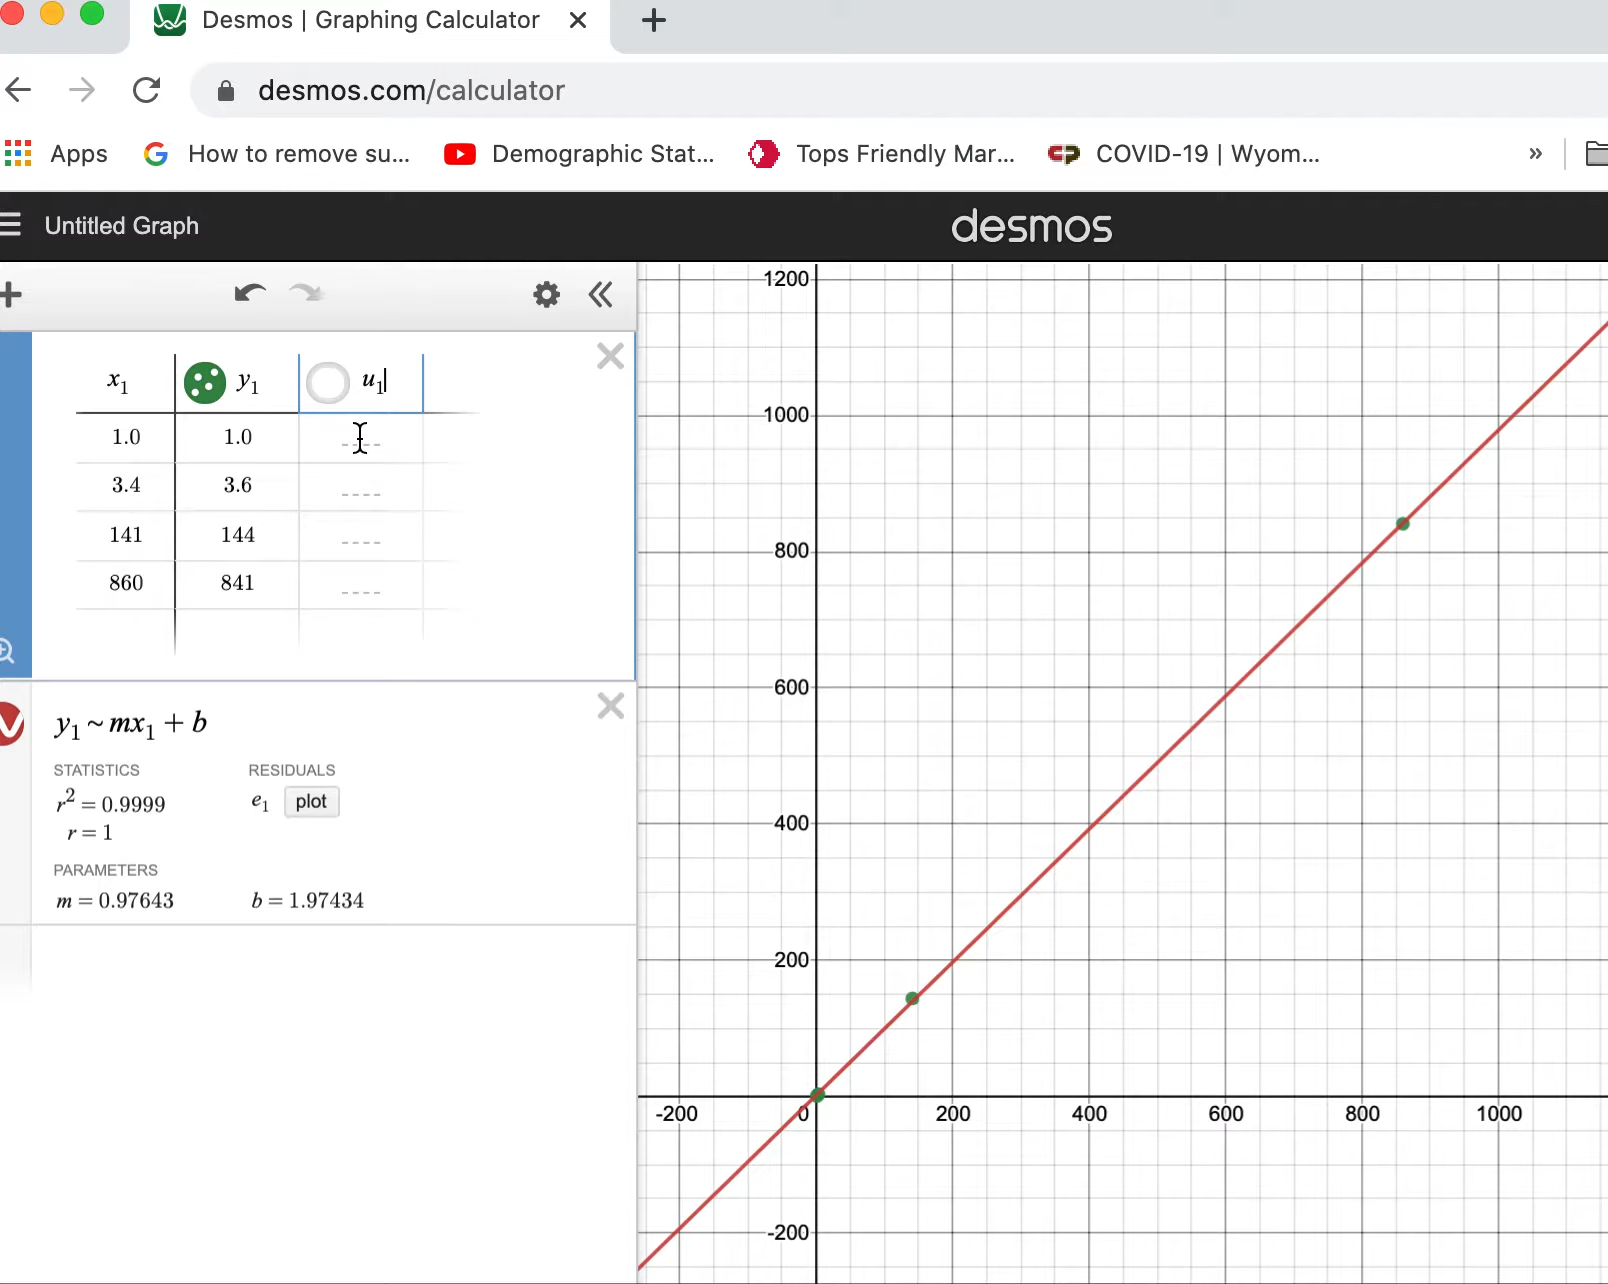 Desmos | Graphing Calculator
desmos.com/calculator
Apps How to remove su... Demographic Stat... Tops Friendly Mar... COVID-19 | Wyom... »
Untitled Graph desmos
x₁ y₁ u₁
1.0 1.0
3.4 3.6
141 144
860 841
y₁ ~ mx₁ + b
STATISTICS RESIDUALS
r² = 0.9999 e₁ plot
r = 1
PARAMETERS
m = 0.97643 b = 1.97434
1200
1000
800
600
400
200
-200 0 200 400 600 800 1000
-200